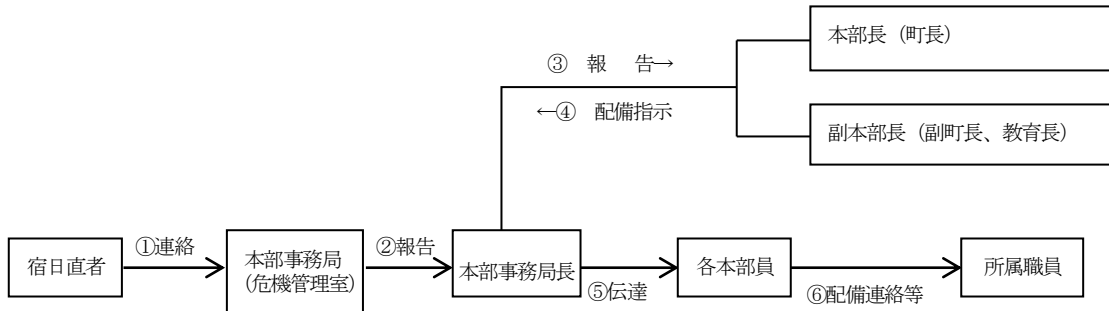 本部長（町長）
③ 報 告→
←④ 配備指示
副本部長（副町長、教育長）
宿日直者
①連絡
本部事務局
（危機管理室）
②報告
本部事務局長
⑤伝達
各本部員
⑥配備連絡等
所属職員